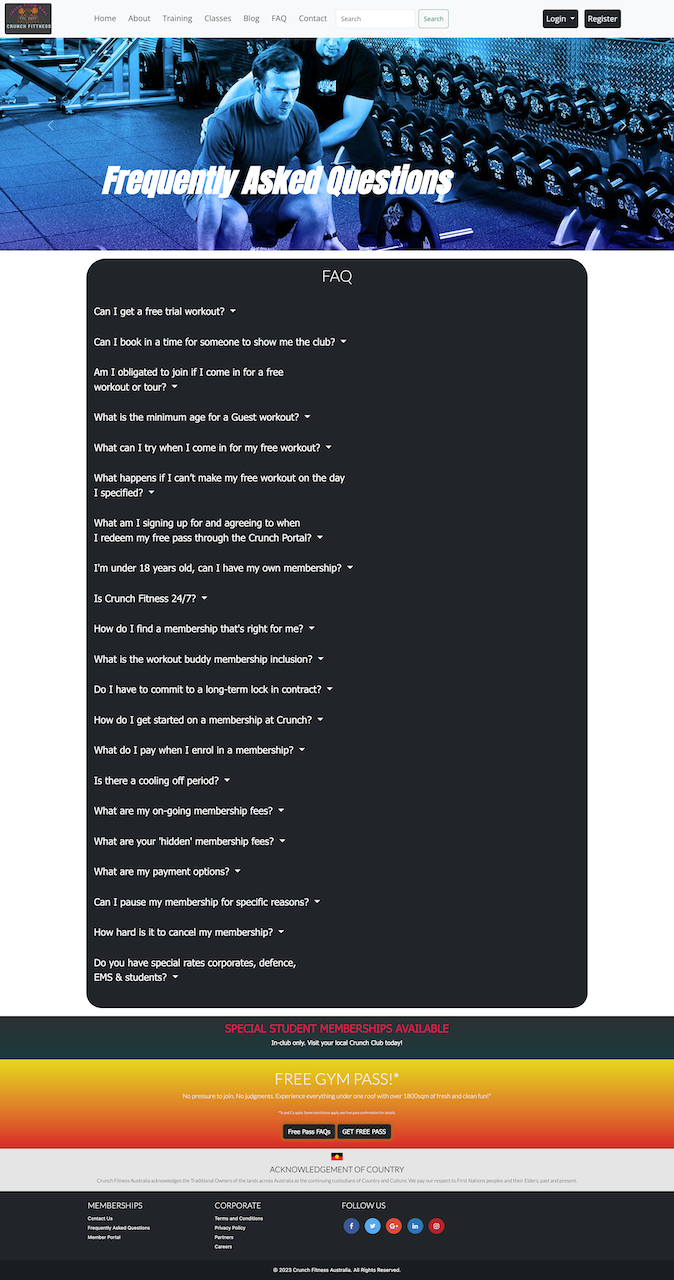 CRUNCH FITTNESS
Home About Training Classes Blog FAQ Contact Search Search Login Register
Frequently Asked Questions
FAQ
Can I get a free trial workout?
Can I book in a time for someone to show me the club?
Am I obligated to join if I come in for a free
workout or tour?
What is the minimum age for a Guest workout?
What can I try when I come in for my free workout?
What happens if I can’t make my free workout on the day
I specified?
What am I signing up for and agreeing to when
I redeem my free pass through the Crunch Portal?
I'm under 18 years old, can I have my own membership?
Is Crunch Fitness 24/7?
How do I find a membership that's right for me?
What is the workout buddy membership inclusion?
Do I have to commit to a long-term lock in contract?
How do I get started on a membership at Crunch?
What do I pay when I enrol in a membership?
Is there a cooling off period?
What are my on-going membership fees?
What are your 'hidden' membership fees?
What are my payment options?
Can I pause my membership for specific reasons?
How hard is it to cancel my membership?
Do you have special rates corporates, defence,
EMS & students?
SPECIAL STUDENT MEMBERSHIPS AVAILABLE
In-club only. Visit your local Crunch Club today!
FREE GYM PASS!*
No pressure to join. No judgments. Experience everything under one roof with over 1800sqm of fresh and clean fun!*
*Ts and Cs apply. Some restrictions apply, see free pass confirmation for details.
Free Pass FAQs GET FREE PASS
ACKNOWLEDGEMENT OF COUNTRY
Crunch Fitness Australia acknowledges the Traditional Owners of the lands across Australia as the continuing custodians of Country and Culture. We pay our respect to First Nations peoples and their Elders, past and present.
MEMBERSHIPS CORPORATE FOLLOW US
Contact Us Terms and Conditions
Frequently Asked Questions Privacy Policy
Member Portal Partners
Careers
© 2023 Crunch Fitness Australia. All Rights Reserved.